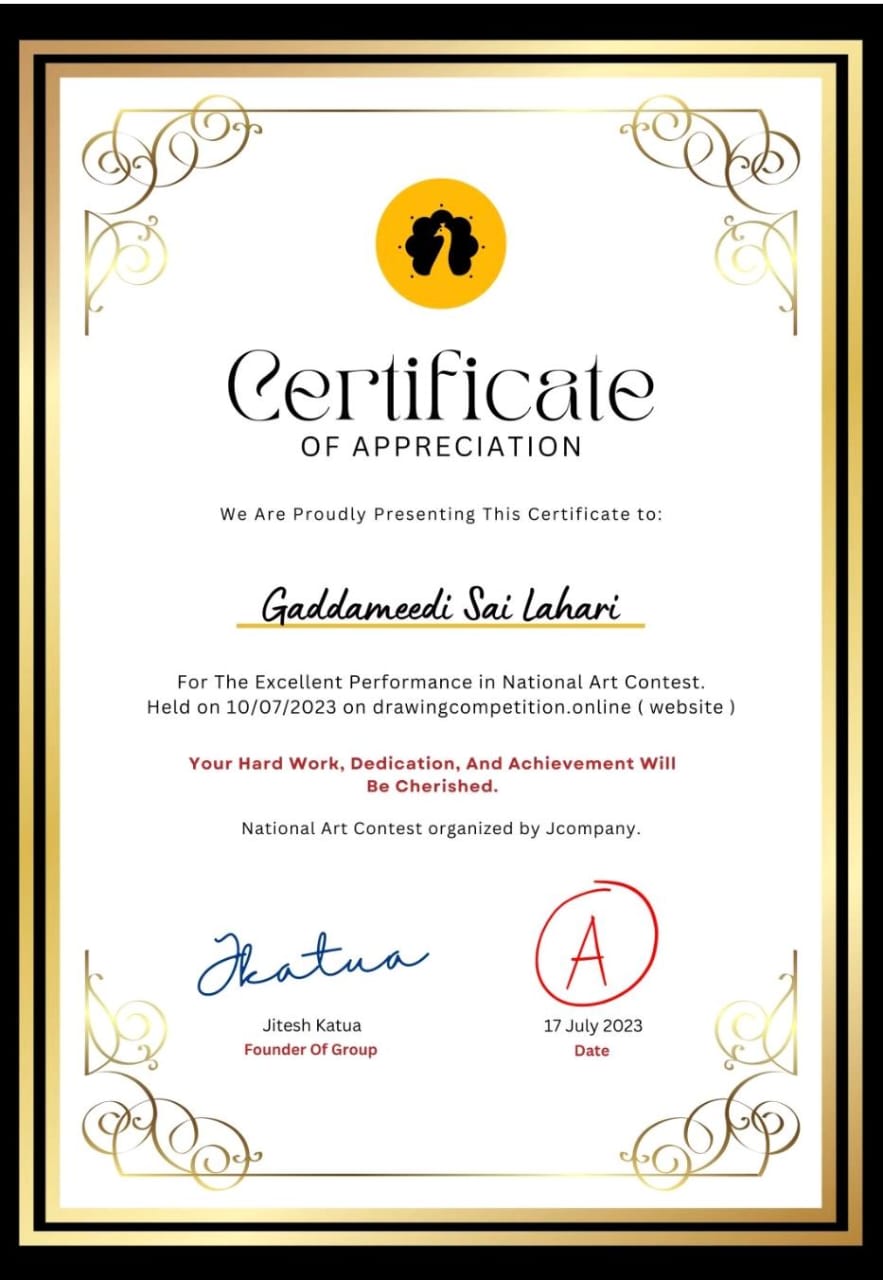 Certificate
OF APPRECIATION
We Are Proudly Presenting This Certificate to:
Gaddameedi Sai Lahari
For The Excellent Performance in National Art Contest.
Held on 10/07/2023 on drawingcompetition.online ( website )
Your Hard Work, Dedication, And Achievement Will
Be Cherished.
National Art Contest organized by Jcompany.
Jkatua
A
Jitesh Katua
17 July 2023
Founder Of Group
Date